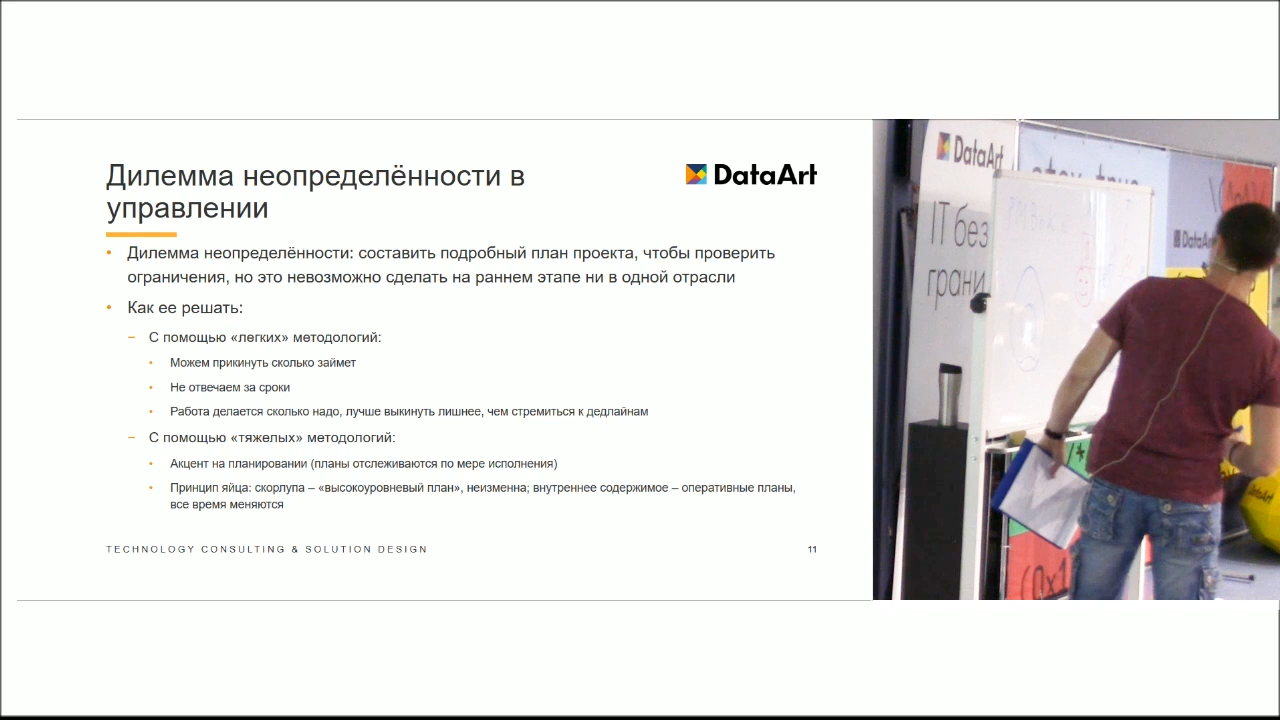 Дилемма неопределённости в
управлении
DataArt
Дилемма неопределённости: составить подробный план проекта, чтобы проверить
ограничения, но это невозможно сделать на раннем этапе ни в одной отрасли
Как ее решать:
С помощью «легких» методологий:
Можем прикинуть сколько займет
Не отвечаем за сроки
Работа делается сколько надо, лучше выкинуть лишнее, чем стремиться к дедлайнам
С помощью «тяжелых» методологий:
Акцент на планировании (планы отслеживаются по мере исполнения)
Принцип яйца: скорлупа – «высокоуровневый план», неизменна; внутреннее содержимое – оперативные планы,
все время меняются
TECHNOLOGY CONSULTING & SOLUTION DESIGN
11
DataArt
IT без
грани
DataArt
/*
(0x1
DataArt